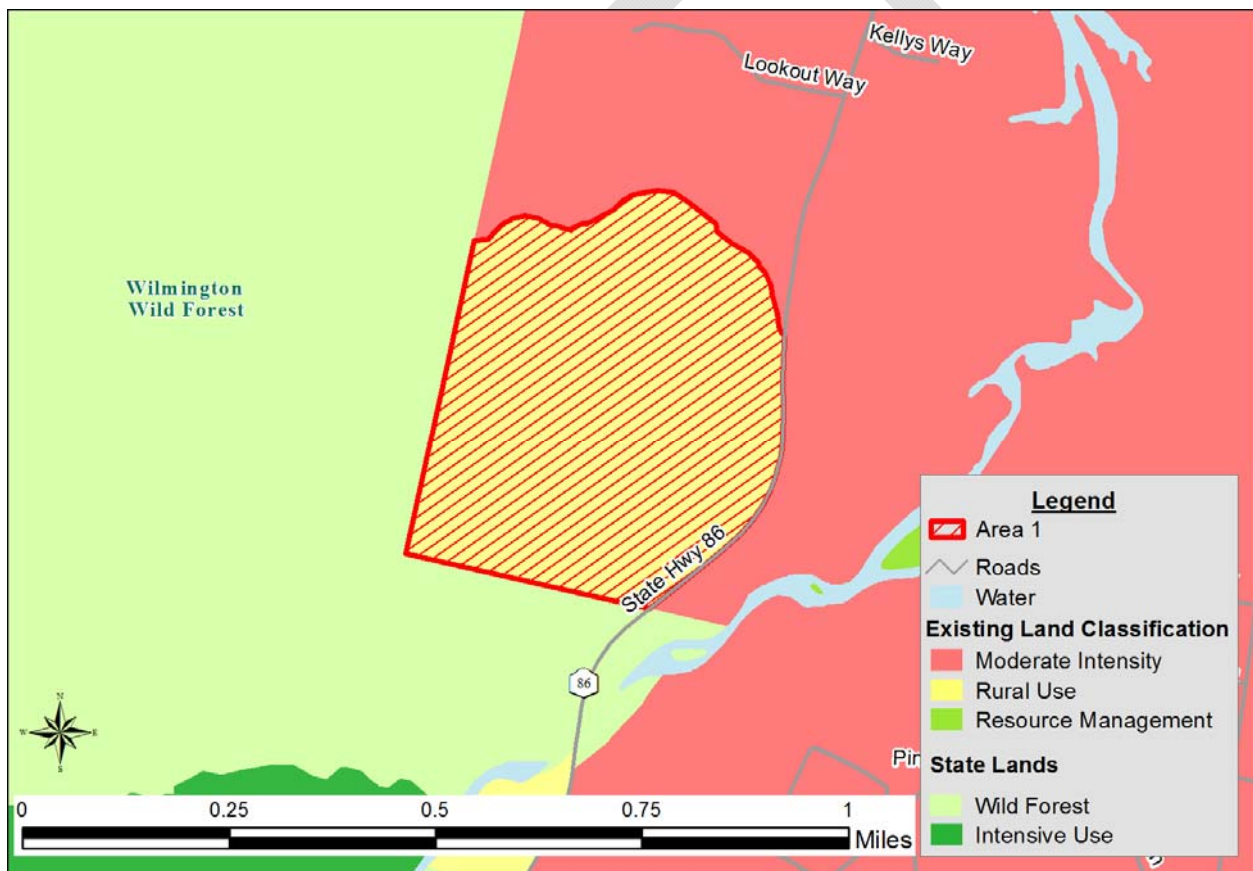 Kellys Way
Lookout Way
Wilmington
Wild Forest
State Hwy 86
86
N
W E
S
Legend
Area 1
Roads
Water
Existing Land Classification
Moderate Intensity
Rural Use
Resource Management
State Lands
Wild Forest
Intensive Use
0 0.25 0.5 0.75 1
Miles